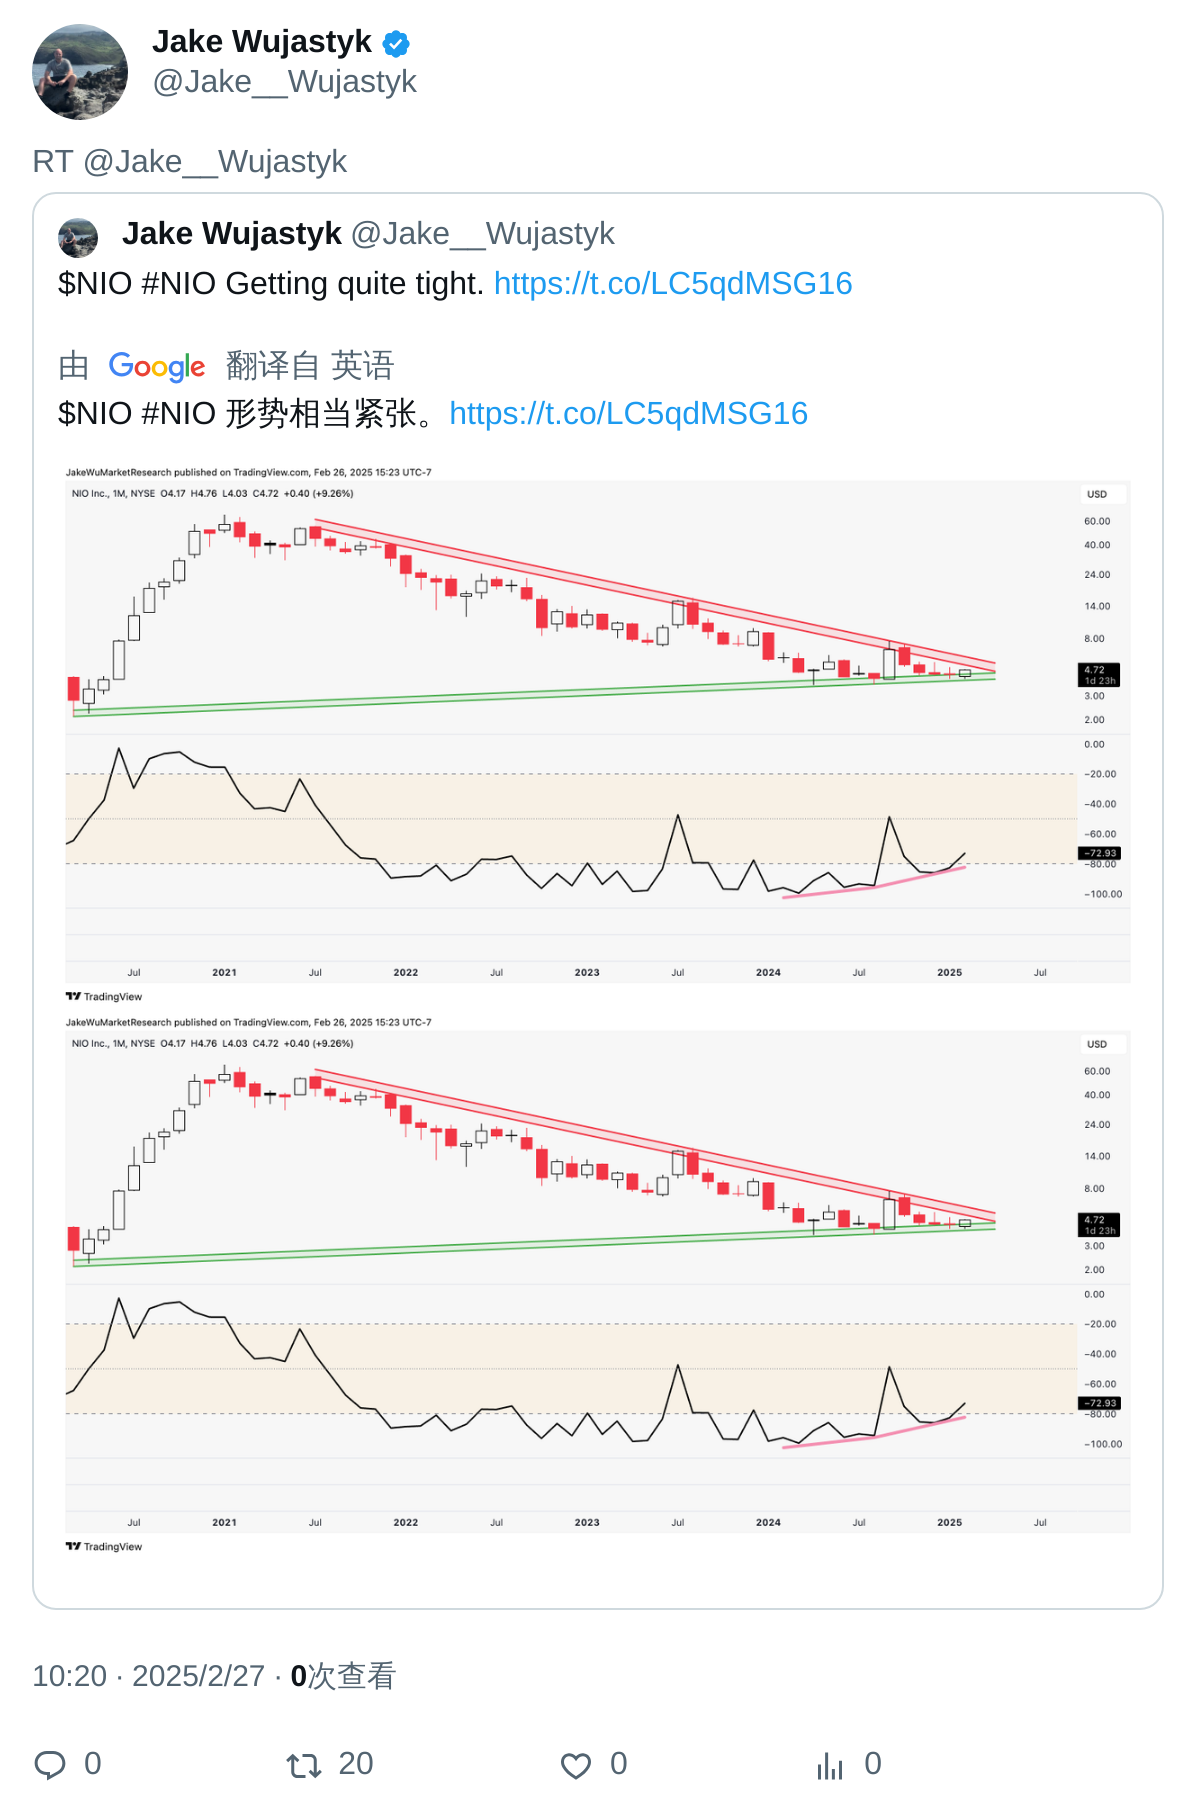 Jake Wujastyk
@Jake__Wujastyk
RT @Jake__Wujastyk
Jake Wujastyk @Jake__Wujastyk
$NIO #NIO Getting quite tight. https://t.co/LC5qdMSG16
由 Google 翻译自 英语
$NIO #NIO 形势相当紧张。https://t.co/LC5qdMSG16
JakeWuMarketResearch published on TradingView.com, Feb 26, 2025 15:23 UTC-7
NIO Inc., 1M, NYSE O4.17 H4.76 L4.03 C4.72 +0.40 (+9.26%)
USD
60.00
40.00
24.00
14.00
8.00
4.72
1d 23h
3.00
2.00
0.00
−20.00
−40.00
−60.00
−72.93
−80.00
−100.00
Jul 2021 Jul 2022 Jul 2023 Jul 2024 Jul 2025 Jul
TradingView
JakeWuMarketResearch published on TradingView.com, Feb 26, 2025 15:23 UTC-7
NIO Inc., 1M, NYSE O4.17 H4.76 L4.03 C4.72 +0.40 (+9.26%)
USD
60.00
40.00
24.00
14.00
8.00
4.72
1d 23h
3.00
2.00
0.00
−20.00
−40.00
−60.00
−72.93
−80.00
−100.00
Jul 2021 Jul 2022 Jul 2023 Jul 2024 Jul 2025 Jul
TradingView
10:20 · 2025/2/27 · 0次查看
0 20 0 0